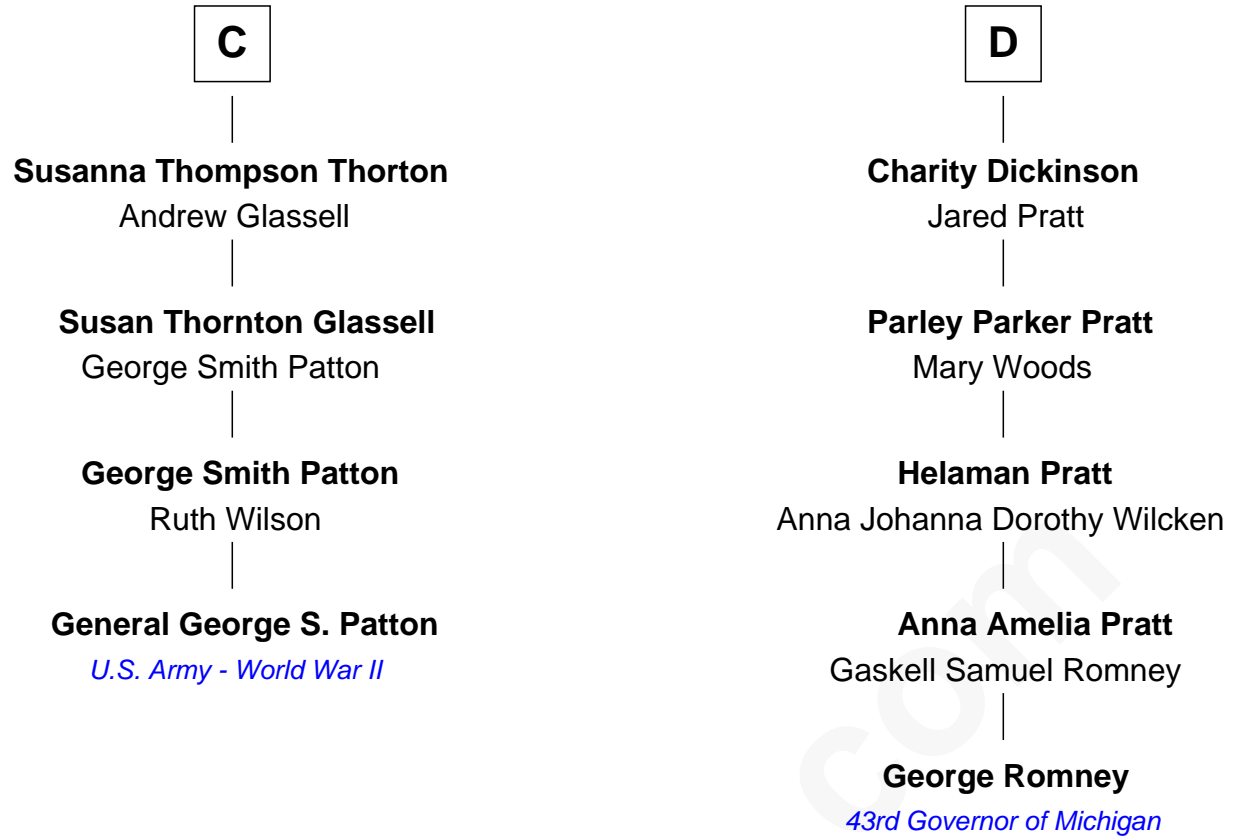 C
Susanna Thompson Thorton
Andrew Glassell
Susan Thornton Glassell
George Smith Patton
George Smith Patton
Ruth Wilson
General George S. Patton
U.S. Army - World War II
D
Charity Dickinson
Jared Pratt
Parley Parker Pratt
Mary Woods
Helaman Pratt
Anna Johanna Dorothy Wilcken
Anna Amelia Pratt
Gaskell Samuel Romney
George Romney
43rd Governor of Michigan
com